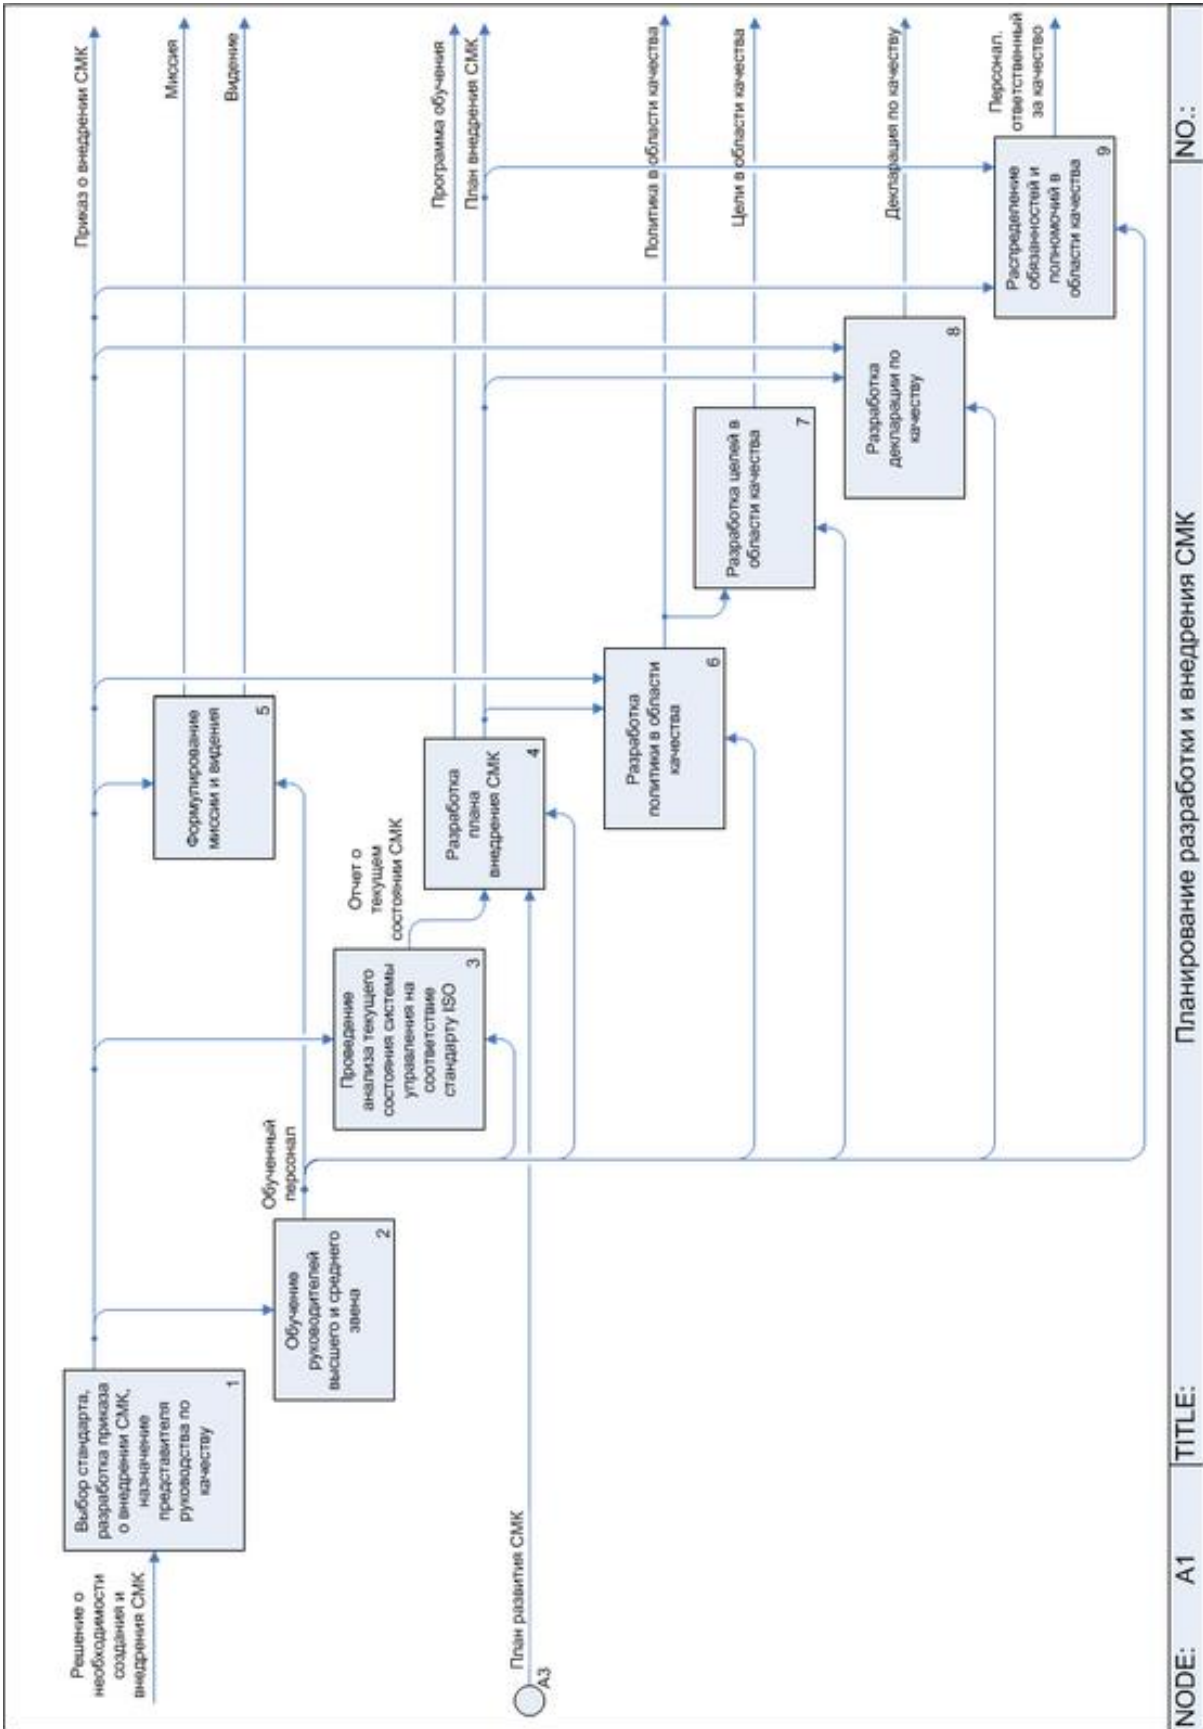 Решение о
необходимости
создания и
внедрения СМК
Выбор стандарта,
разработка приказа
о внедрении СМК,
назначение
представителя
руководства по
качеству
1
Приказ о внедрении СМК
Обучение
руководителей
высшего и среднего
звена
2
Обученный
персонал
Проведение
анализа текущего
состояния системы
управления на
соответствие
стандарту ISO
3
Отчет о
текущем
состоянии СМК
Разработка
плана
внедрения СМК
4
Программа обучения
План внедрения СМК
Формулирование
миссии и видения
5
Миссия
Видение
Разработка
политики в области
качества
6
Политика в области качества
Разработка целей в
области качества
7
Цели в области качества
Разработка
декларации по
качеству
8
Декларация по качеству
Распределение
обязанностей и
полномочий в
области качества
9
Персонал.
ответственный
за качество
План развития СМК
A3
NODE: A1
TITLE:
Планирование разработки и внедрения СМК
NO.: